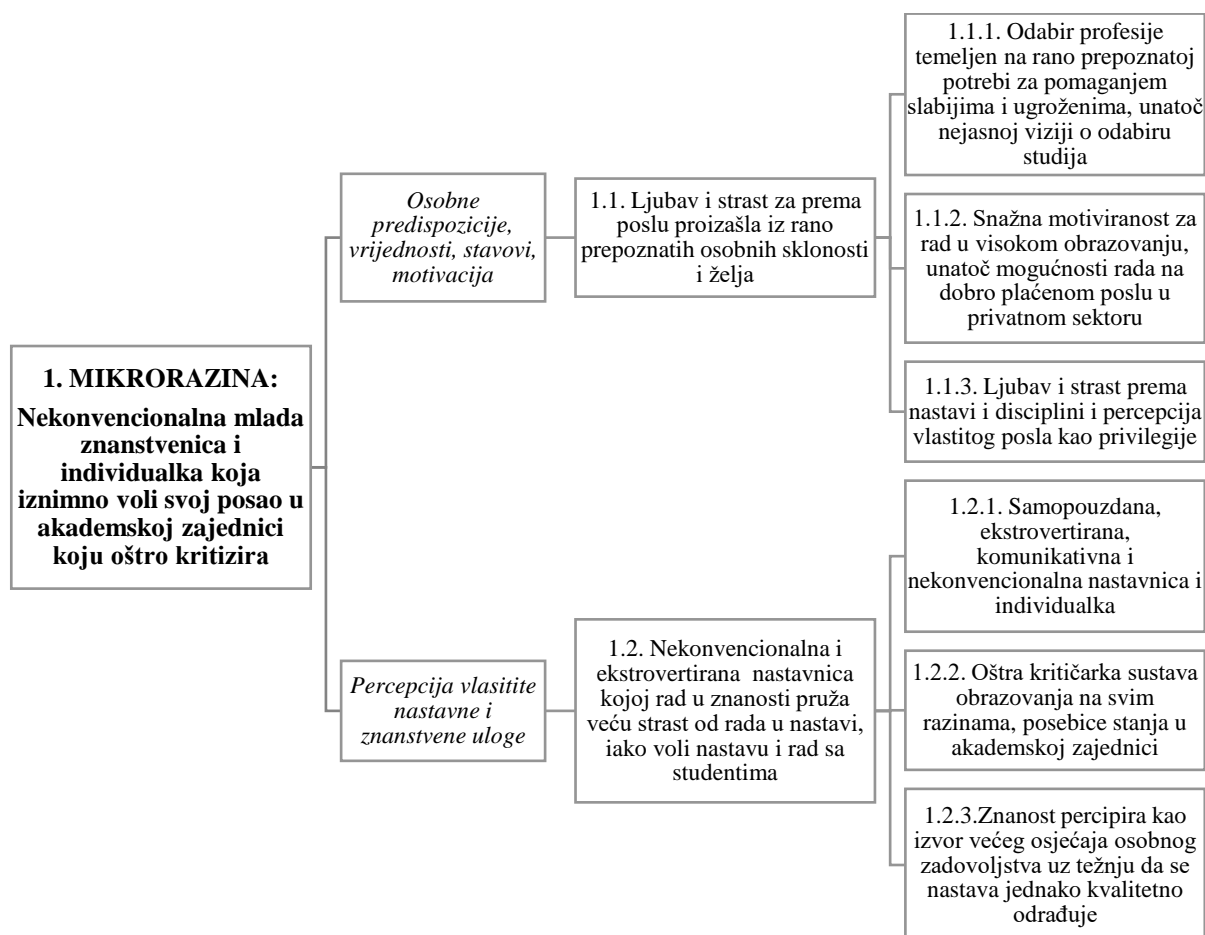 1. MIKRORAZINA:
Nekonvencionalna mlada
znanstvenica i
individualka koja
iznimno voli svoj posao u
akademskoj zajednici
koju oštro kritizira
Osobne
predispozicije,
vrijednosti, stavovi,
motivacija
1.1. Ljubav i strast za prema
poslu proizašla iz rano
prepoznatih osobnih sklonosti
i želja
1.1.1. Odabir profesije
temeljen na rano prepoznatoj
potrebi za pomaganjem
slabijima i ugroženima, unatoč
nejasnoj viziji o odabiru
studija
1.1.2. Snažna motiviranost za
rad u visokom obrazovanju,
unatoč mogućnosti rada na
dobro plaćenom poslu u
privatnom sektoru
1.1.3. Ljubav i strast prema
nastavi i disciplini i percepcija
vlastitog posla kao privilegije
Percepcija vlasitite
nastavne i
znanstvene uloge
1.2. Nekonvencionalna i
ekstrovertirana nastavnica
kojoj rad u znanosti pruža
veću strast od rada u nastavi,
iako voli nastavu i rad sa
studentima
1.2.1. Samopouzdana,
ekstrovertirana,
komunikativna i
nekonvencionalna nastavnica i
individualka
1.2.2. Oštra kritičarka sustava
obrazovanja na svim
razinama, posebice stanja u
akademskoj zajednici
1.2.3.Znanost percipira kao
izvor većeg osjećaja osobnog
zadovoljstva uz težnju da se
nastava jednako kvalitetno
odrađuje